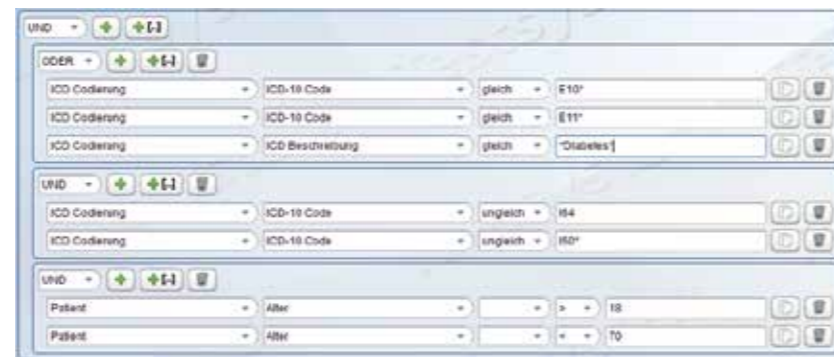 UND
ODER
ICD Codierung ICD-10 Code gleich E10*
ICD Codierung ICD-10 Code gleich E11*
ICD Codierung ICD Beschreibung gleich *Diabetes*
UND
ICD Codierung ICD-10 Code ungleich I64
ICD Codierung ICD-10 Code ungleich I60*
UND
Patient Alter > 18
Patient Alter < 70